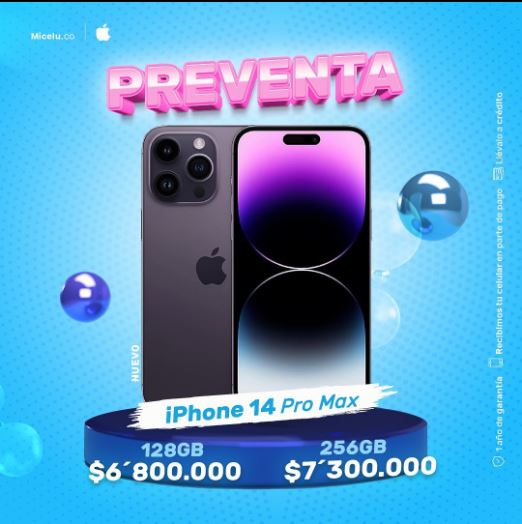 Micelu.co
PREVENTA
NUEVO
iPhone 14 Pro Max
128GB
$6´800.000
256GB
$7´300.000
1 año de garantía
Recibimos tu celular en parte de pago
Llévalo a crédito